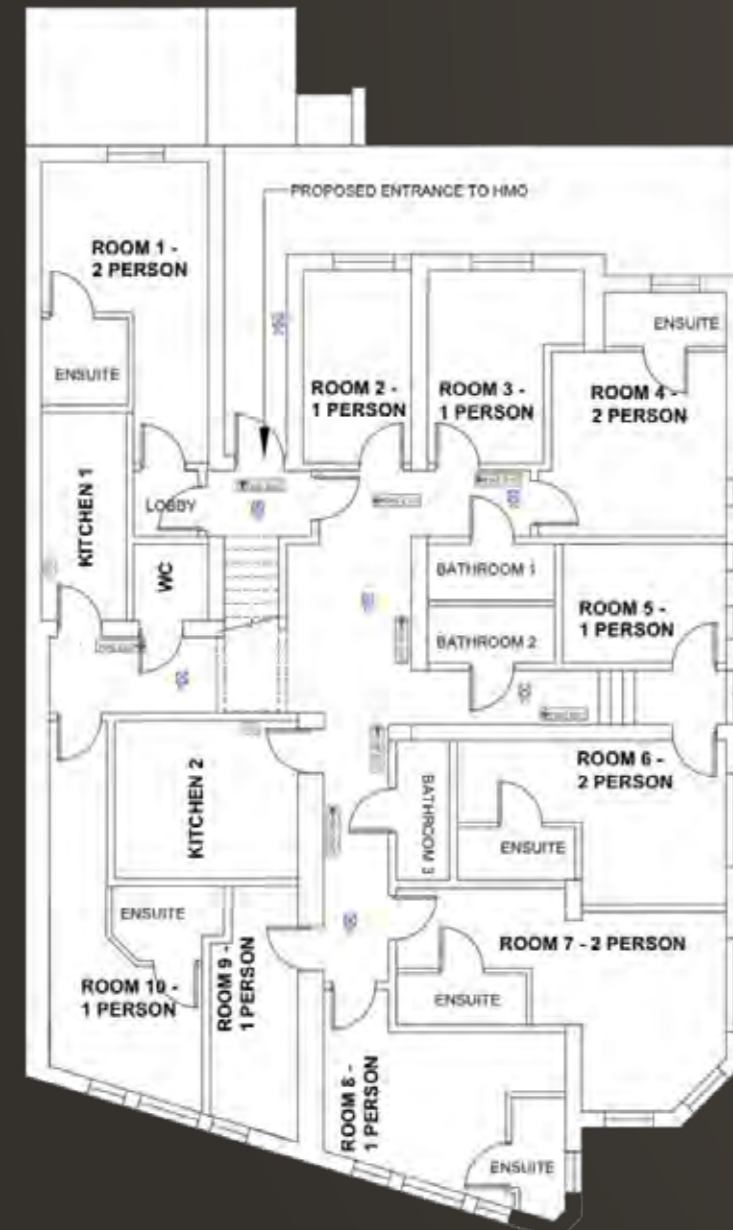 PROPOSED ENTRANCE TO HMO
ROOM 1 -
2 PERSON
ENSUITE
ROOM 2 -
1 PERSON
ROOM 3 -
1 PERSON
ENSUITE
ROOM 4 -
2 PERSON
KITCHEN 1
LOBBY
WC
BATHROOM 1
BATHROOM 2
ROOM 5 -
1 PERSON
KITCHEN 2
BATHROOM 3
ROOM 6 -
2 PERSON
ENSUITE
ENSUITE
ROOM 10 -
1 PERSON
ROOM 9 -
1 PERSON
ROOM 7 - 2 PERSON
ENSUITE
ROOM 8 -
1 PERSON
ENSUITE